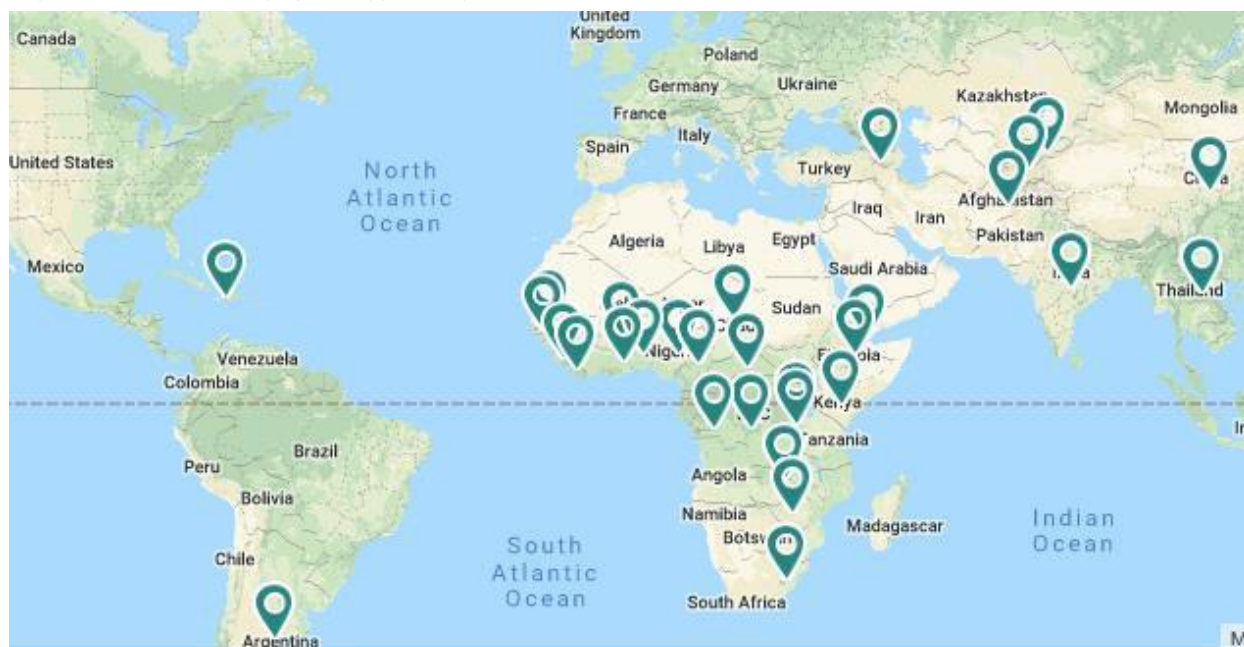 United
Kingdom
Canada
Poland
Germany
Ukraine
Kazakhstan
Mongolia
France
Italy
Spain
United States
Turkey
North
Atlantic
Ocean
Afghanistan
Iraq
Iran
Pakistan
Algeria
Libya
Egypt
Mexico
Saudi Arabia
Thailand
Sudan
Venezuela
Colombia
Kenya
Tanzania
Brazil
Peru
Angola
Bolivia
Namibia
Madagascar
Indian
Ocean
Chile
South
Atlantic
Ocean
South Africa
Argentina
M